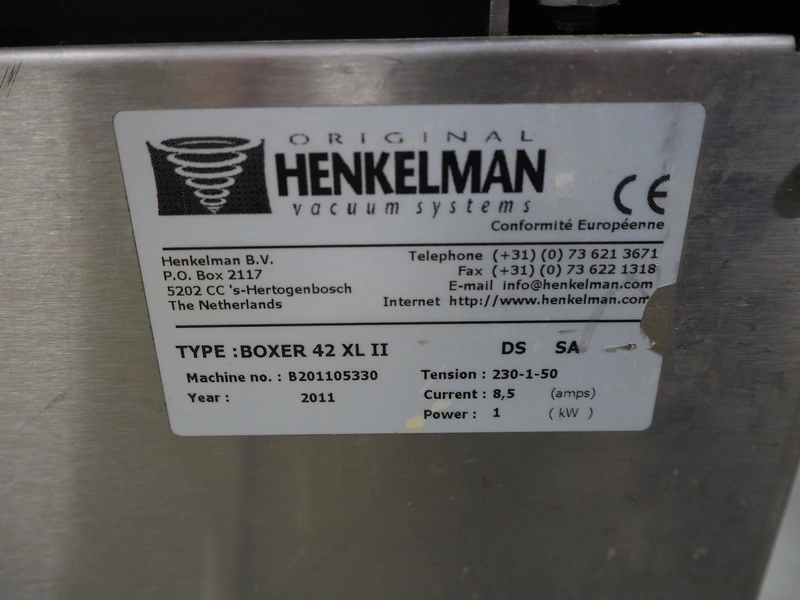 ORIGINAL
HENKELMAN
vacuum systems
CE
Conformité Européenne
Henkelman B.V.
P.O. Box 2117
5202 CC 's-Hertogenbosch
The Netherlands
Telephone (+31) (0) 73 621 3671
Fax (+31) (0) 73 622 1318
E-mail info@henkelman.com
Internet http://www.henkelman.com
TYPE : BOXER 42 XL II DS SA
Machine no. : B201105330
Year : 2011
Tension : 230-1-50
Current : 8,5 (amps)
Power : 1 (kW )